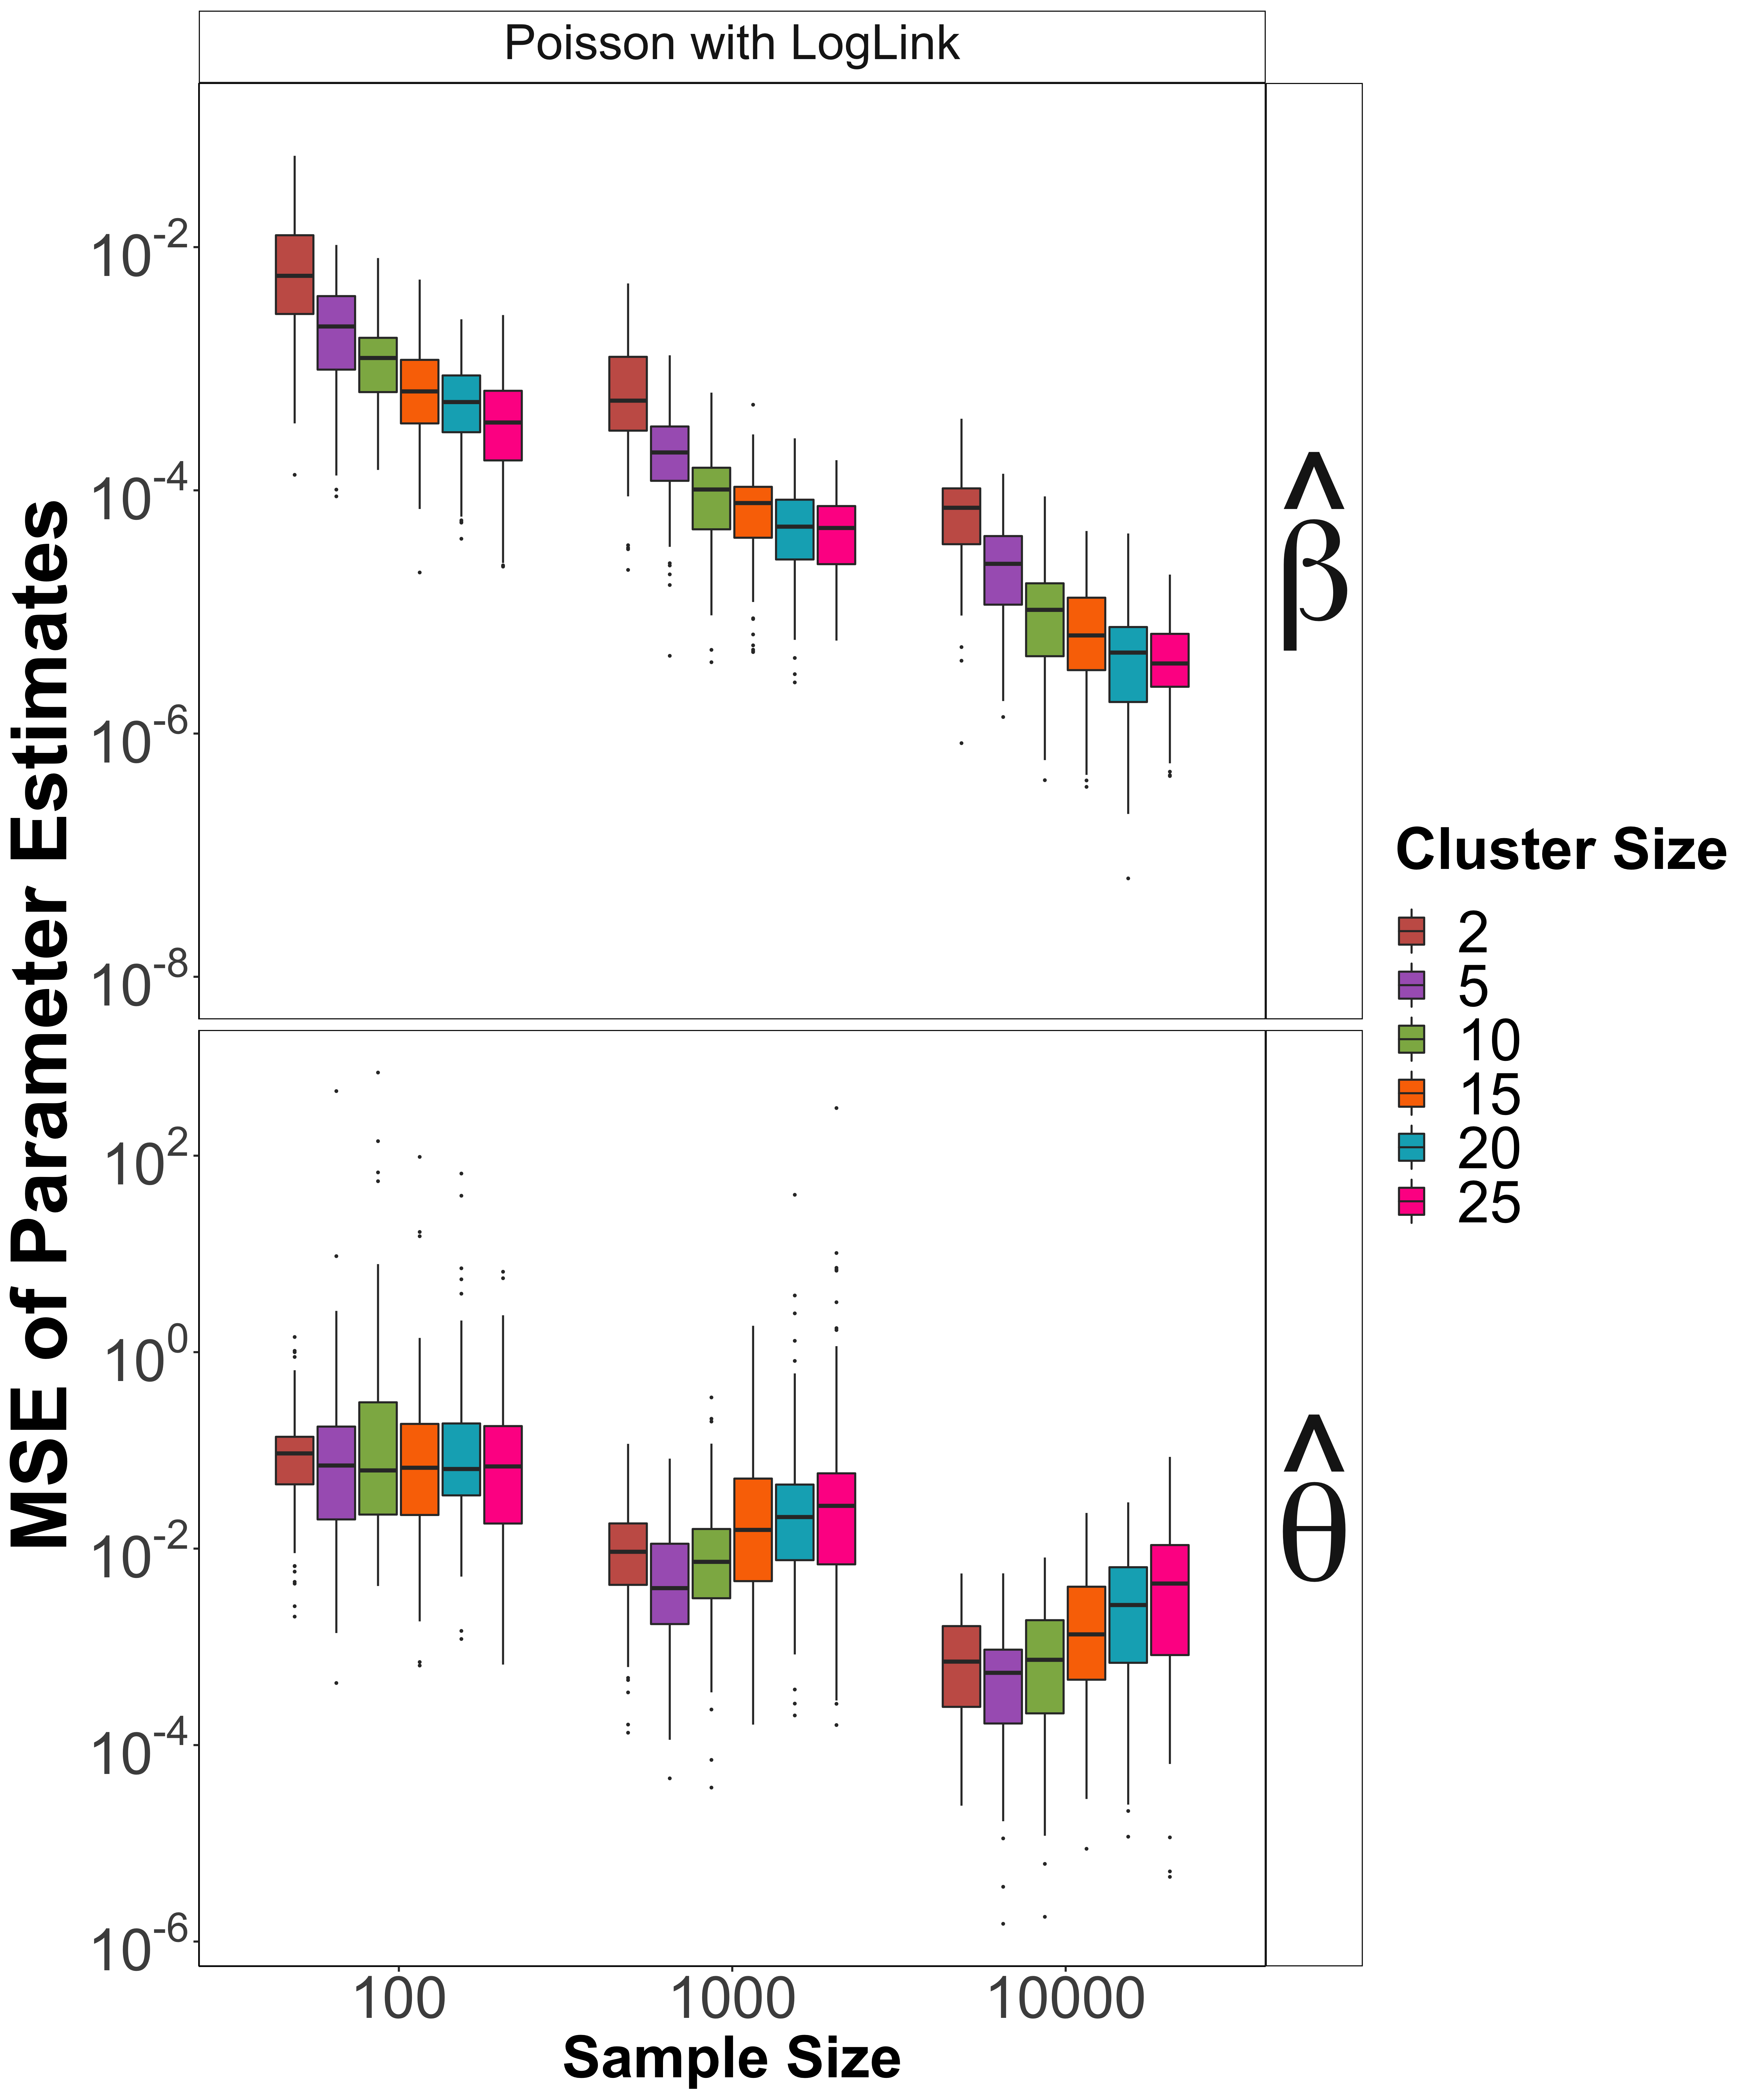 Poisson with LogLink
MSE of Parameter Estimates
10⁻²
10⁻⁴
10⁻⁶
10⁻⁸
β̂
10²
10⁰
10⁻²
10⁻⁴
10⁻⁶
θ̂
100 1000 10000
Sample Size
Cluster Size
2
5
10
15
20
25